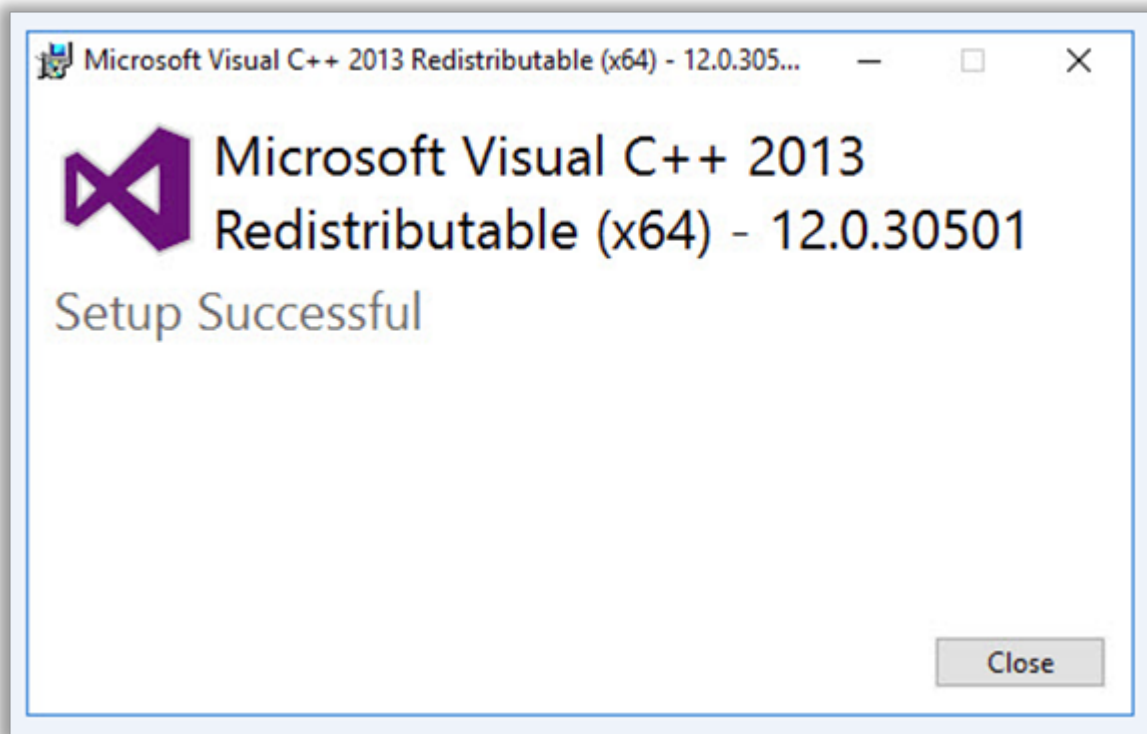 Microsoft Visual C++ 2013 Redistributable (x64) - 12.0.305...
Microsoft Visual C++ 2013
Redistributable (x64) - 12.0.30501
Setup Successful
Close